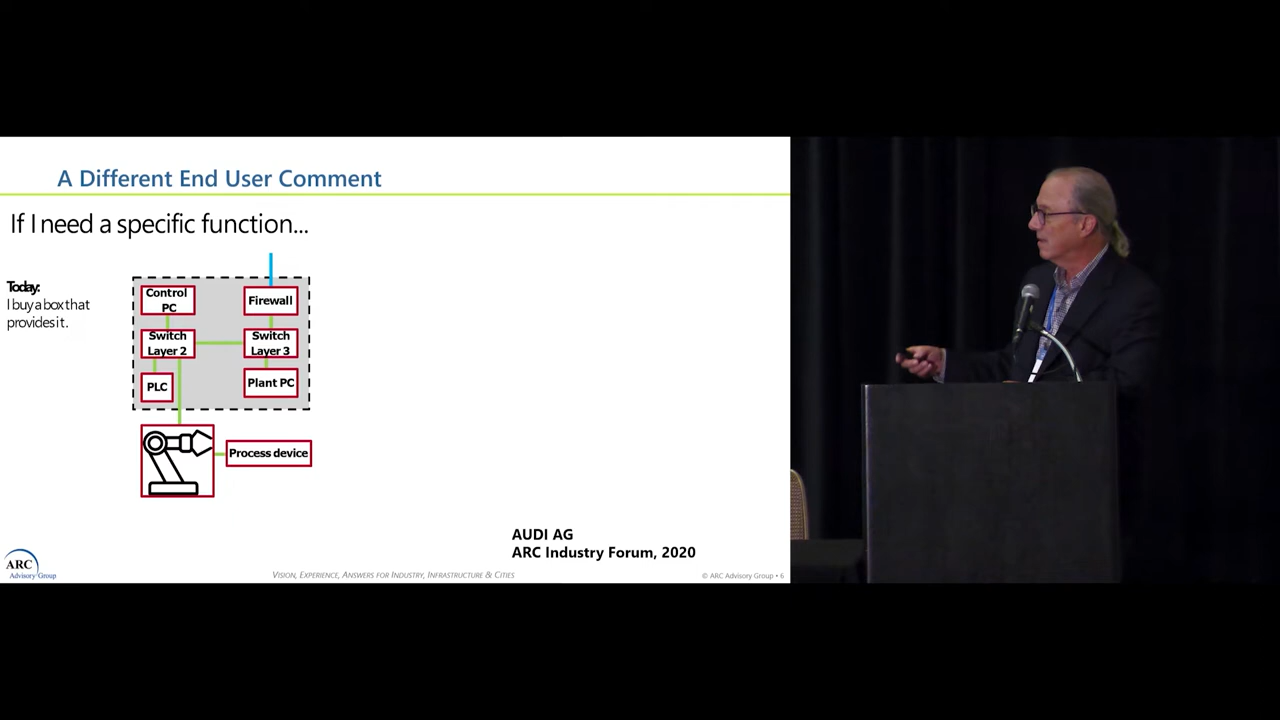 A Different End User Comment
If I need a specific function...
Today:
I buy a box that
provides it.
Control
PC
Firewall
Switch
Layer 2
Switch
Layer 3
PLC
Plant PC
Process device
AUDI AG
ARC Industry Forum, 2020
ARC
Advisory Group
VISION, EXPERIENCE, ANSWERS FOR INDUSTRY, INFRASTRUCTURE & CITIES
© ARC Advisory Group • 6